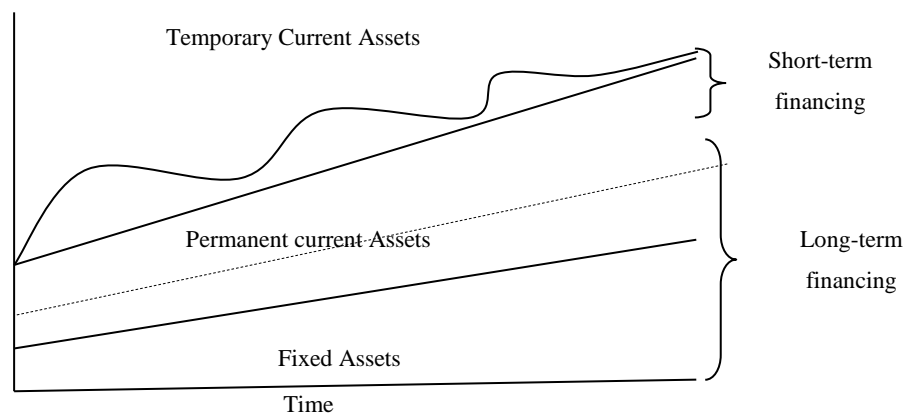 Temporary Current Assets
Short-term
financing
Permanent current Assets
Long-term
financing
Fixed Assets
Time